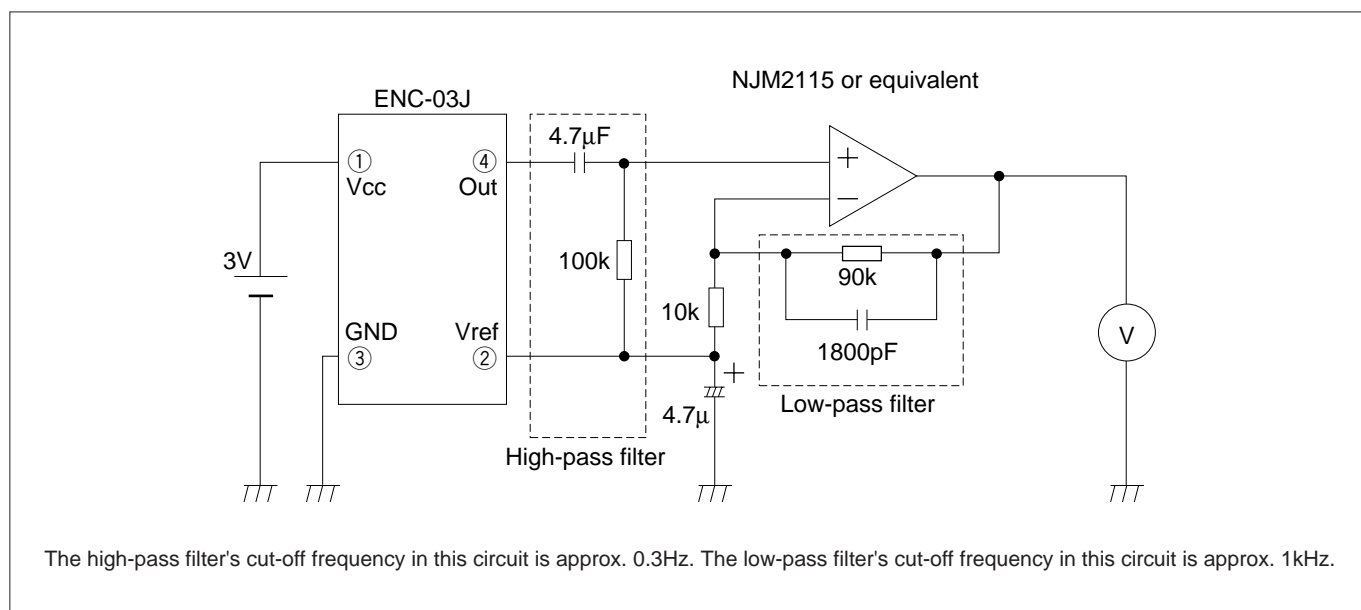 NJM2115 or equivalent
ENC-03J
4.7μF
① Vcc
④ Out
+
−
3V
100k
90k
10k
1800pF
GND ③
Vref ②
+
4.7μ
V
Low-pass filter
High-pass filter
The high-pass filter's cut-off frequency in this circuit is approx. 0.3Hz. The low-pass filter's cut-off frequency in this circuit is approx. 1kHz.